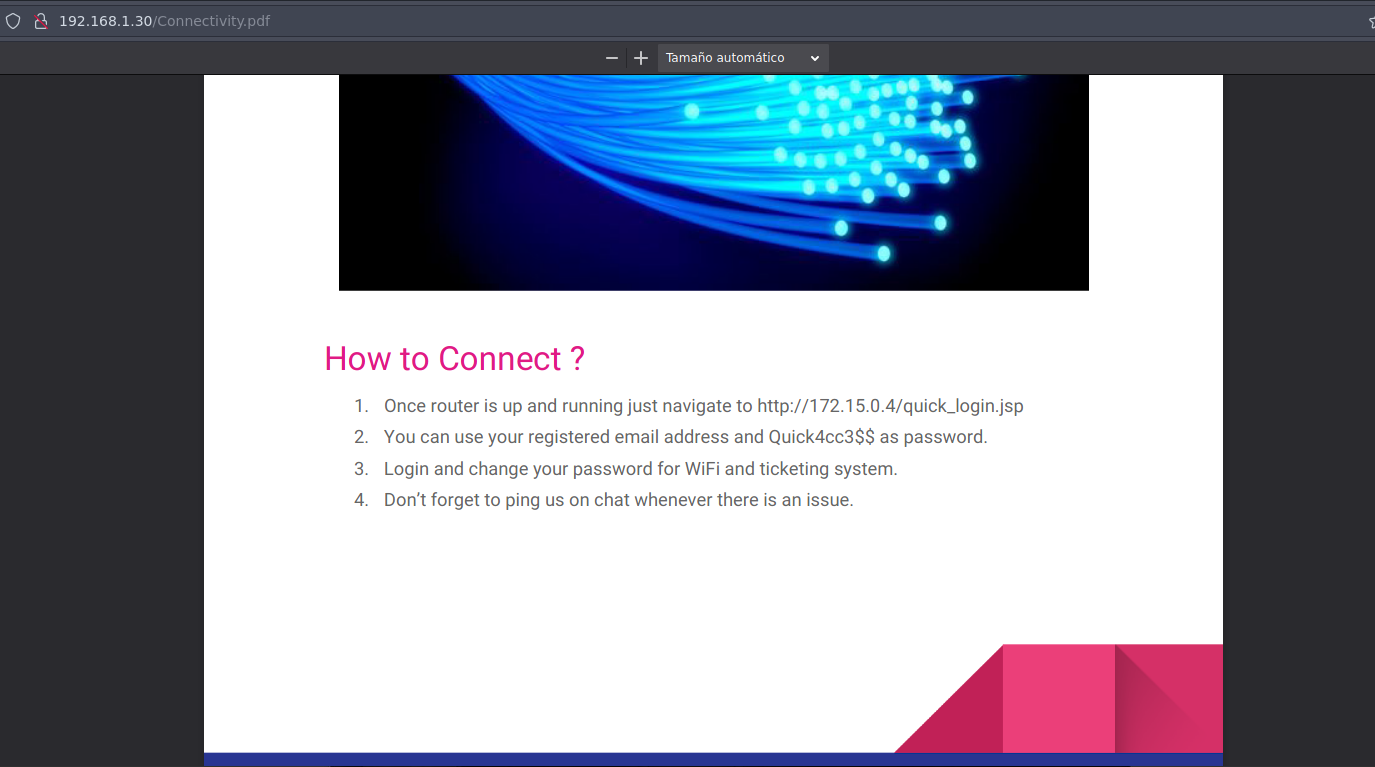 192.168.1.30/Connectivity.pdf
Tamaño automático
How to Connect ?
1. Once router is up and running just navigate to http://172.15.0.4/quick_login.jsp
2. You can use your registered email address and Quick4cc3$$ as password.
3. Login and change your password for WiFi and ticketing system.
4. Don’t forget to ping us on chat whenever there is an issue.